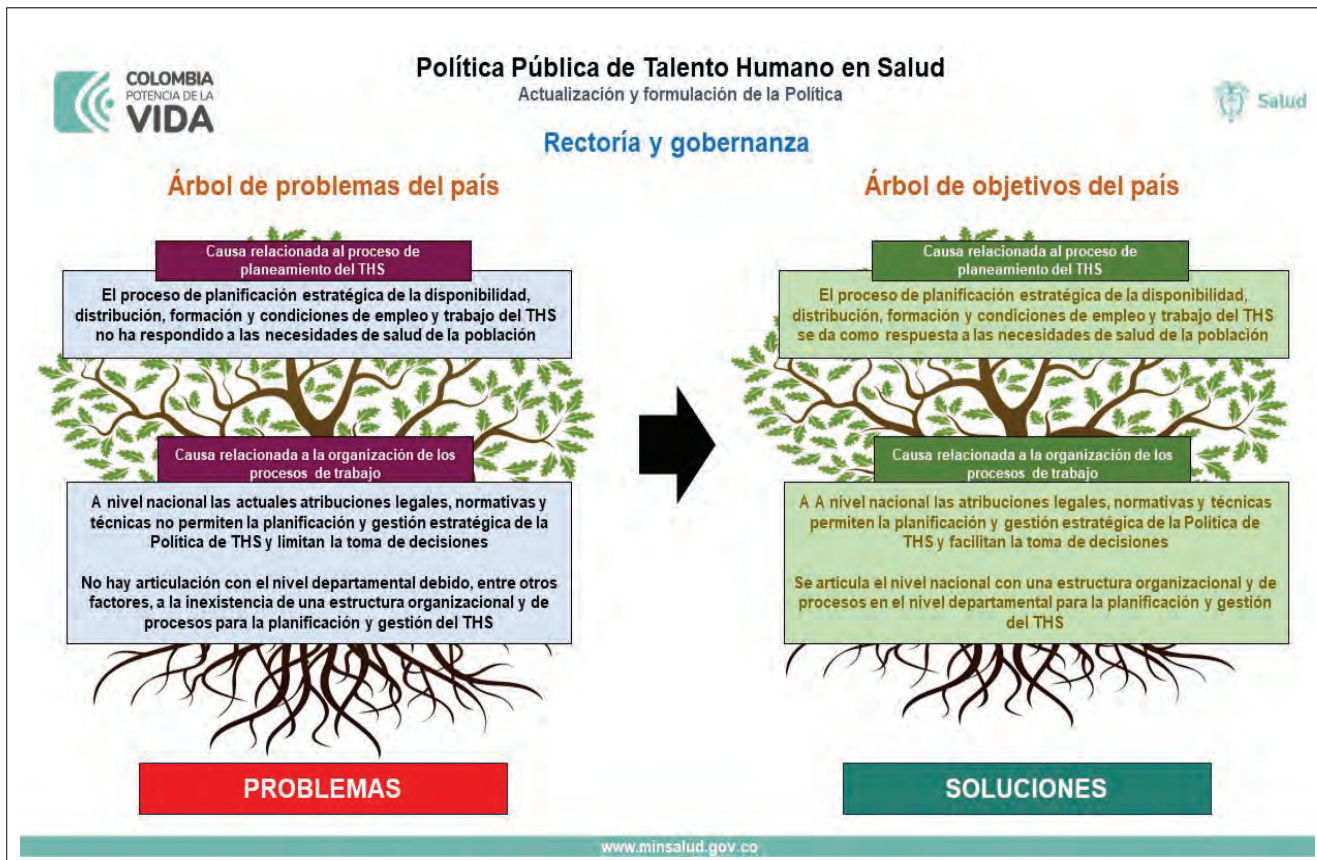 COLOMBIA
POTENCIA DE LA
VIDA
Política Pública de Talento Humano en Salud
Actualización y formulación de la Política
Salud
Rectoría y gobernanza
Árbol de problemas del país
Causa relacionada al proceso de
planeamiento del THS
El proceso de planificación estratégica de la disponibilidad,
distribución, formación y condiciones de empleo y trabajo del THS
no ha respondido a las necesidades de salud de la población
Causa relacionada a la organización de los
procesos de trabajo
A nivel nacional las actuales atribuciones legales, normativas y
técnicas no permiten la planificación y gestión estratégica de la
Política de THS y limitan la toma de decisiones
No hay articulación con el nivel departamental debido, entre otros
factores, a la inexistencia de una estructura organizacional y de
procesos para la planificación y gestión del THS
PROBLEMAS
Árbol de objetivos del país
Causa relacionada al proceso de
planeamiento del THS
El proceso de planificación estratégica de la disponibilidad,
distribución, formación y condiciones de empleo y trabajo del THS
se da como respuesta a las necesidades de salud de la población
Causa relacionada a la organización de los
procesos de trabajo
A A nivel nacional las atribuciones legales, normativas y técnicas
permiten la planificación y gestión estratégica de la Política de
THS y facilitan la toma de decisiones
Se articula el nivel nacional con una estructura organizacional y de
procesos en el nivel departamental para la planificación y gestión
del THS
SOLUCIONES
www.minsalud.gov.co